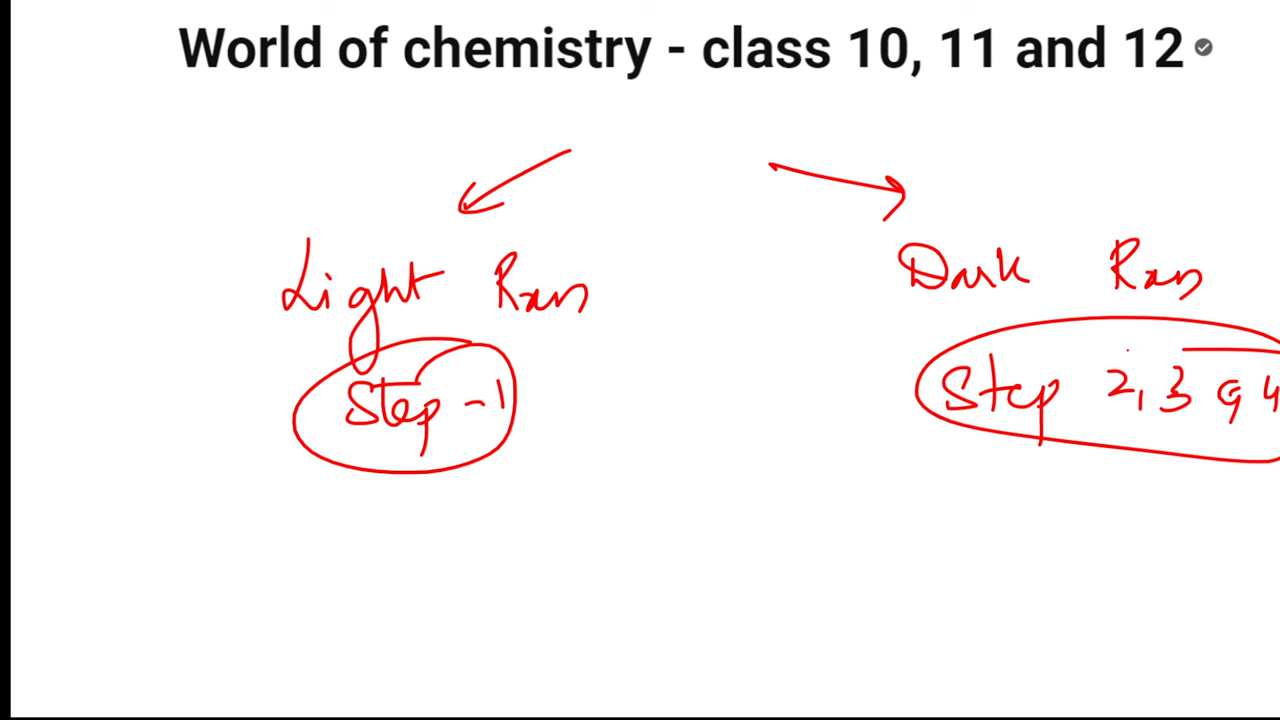 World of chemistry - class 10, 11 and 12
Light Rxn
Dark Rxn
Step -1
Step 2, 3 & 4